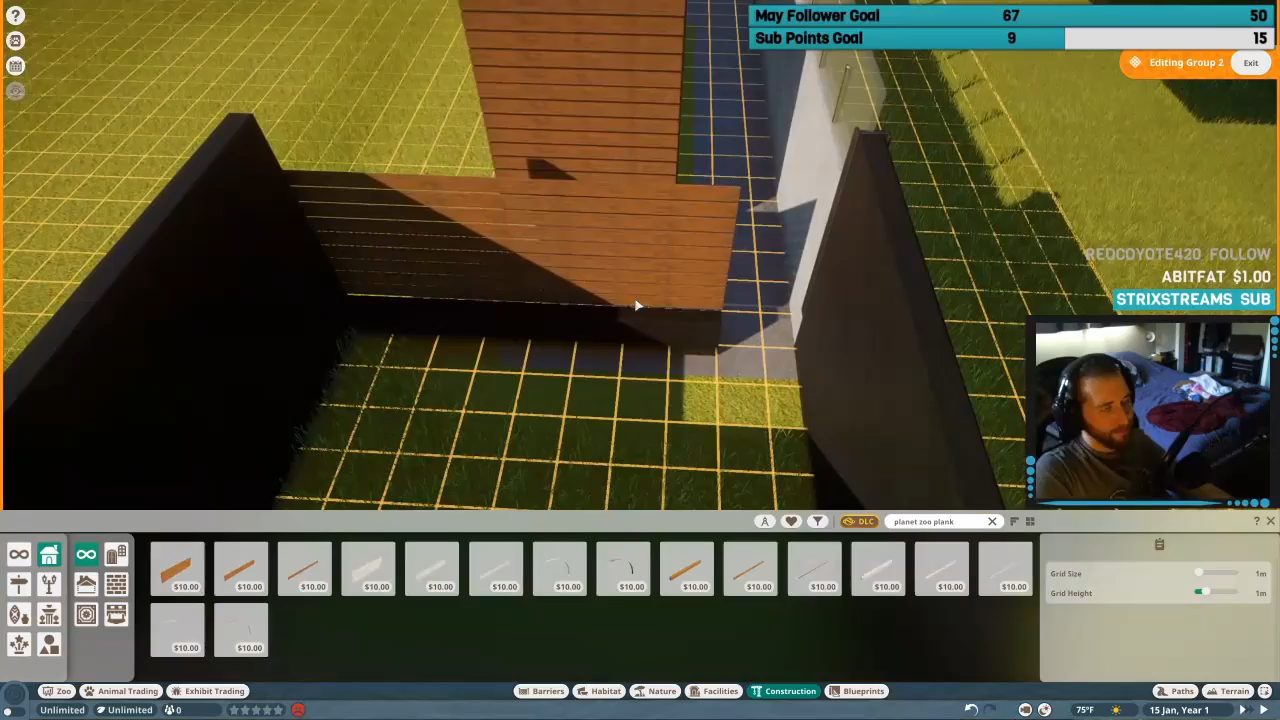 May Follower Goal 67 50
Sub Points Goal 9 15
Editing Group 2 Exit
REDCOYOTE420 FOLLOW
ABITFAT $1.00
STRIXSTREAMS SUB
DLC planet zoo plank
$10.00 $10.00 $10.00 $10.00 $10.00 $10.00 $10.00 $10.00 $10.00 $10.00 $10.00 $10.00 $10.00 $10.00
$10.00 $10.00
Grid Size 1m
Grid Height 1m
Zoo Animal Trading Exhibit Trading Barriers Habitat Nature Facilities Construction Blueprints Paths Terrain
Unlimited Unlimited 0 75°F 15 Jan, Year 1